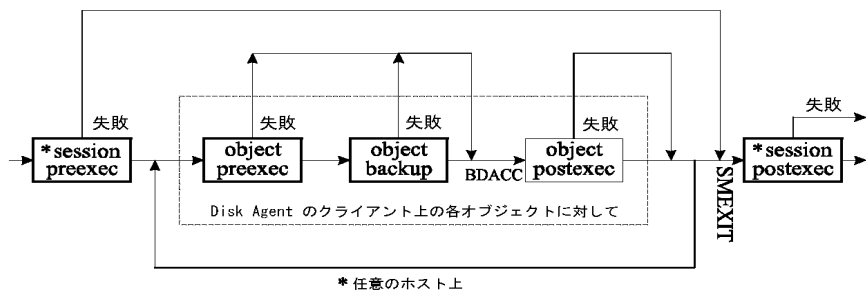 失敗
失敗
失敗
失敗
失敗
*session
preexec
object
preexec
object
backup
BDACC
object
postexec
SMEXIT
*session
postexec
Disk Agent のクライアント上の各オブジェクトに対して
*任意のホスト上